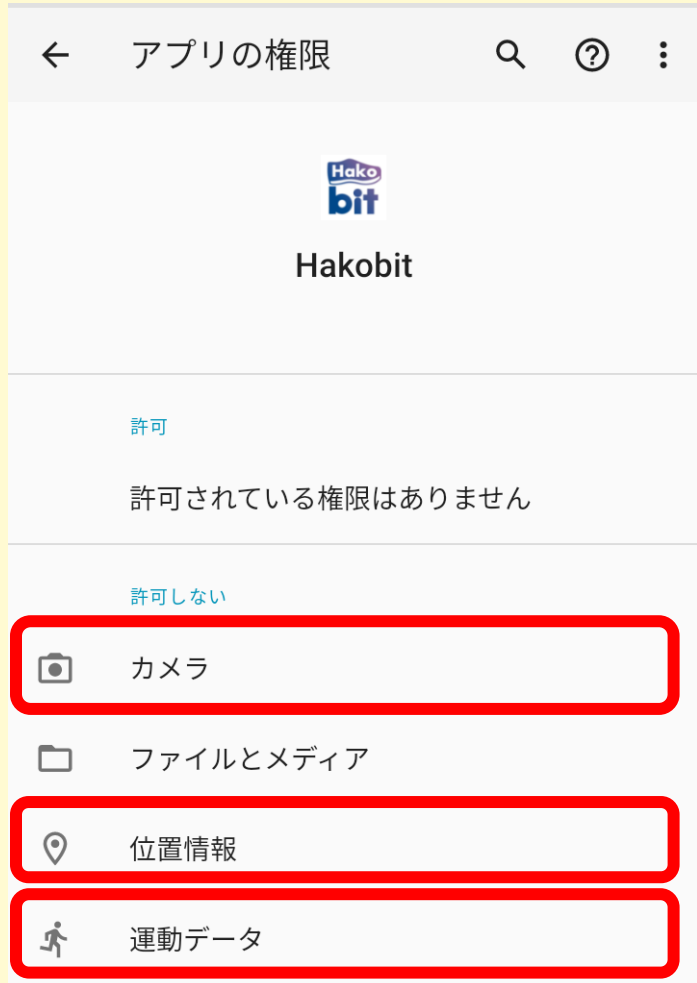 アプリの権限
Hako
bit
Hakobit
許可
許可されている権限はありません
許可しない
カメラ
ファイルとメディア
位置情報
運動データ